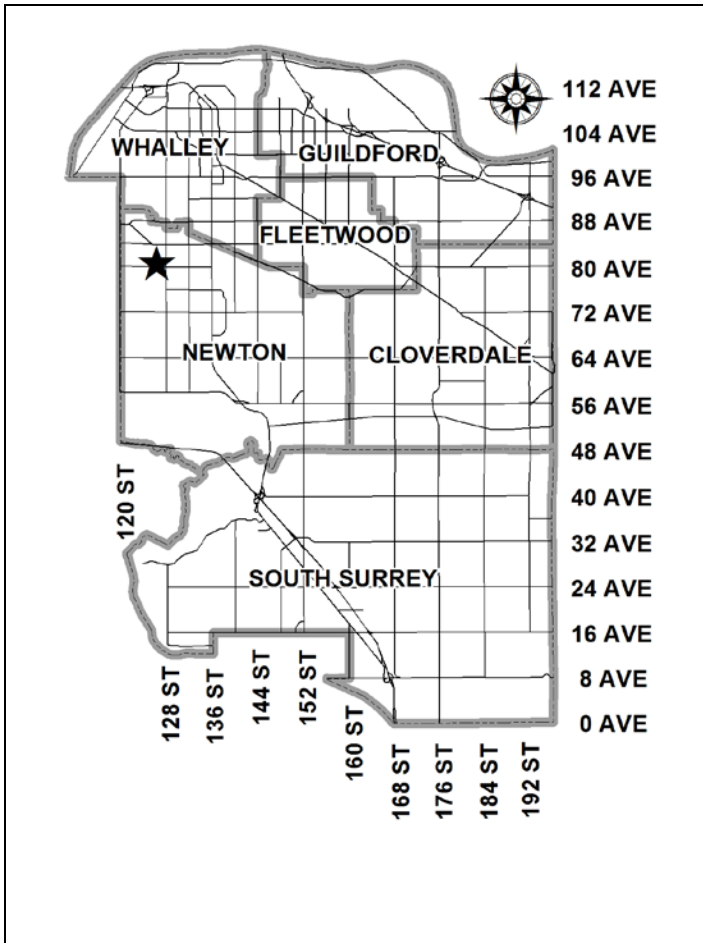 112 AVE
104 AVE
WHALLEY
GUILDFORD
96 AVE
88 AVE
FLEETWOOD
80 AVE
72 AVE
NEWTON
CLOVERDALE
64 AVE
56 AVE
48 AVE
120 ST
40 AVE
32 AVE
SOUTH SURREY
24 AVE
16 AVE
128 ST
136 ST
144 ST
152 ST
160 ST
8 AVE
0 AVE
168 ST
176 ST
184 ST
192 ST